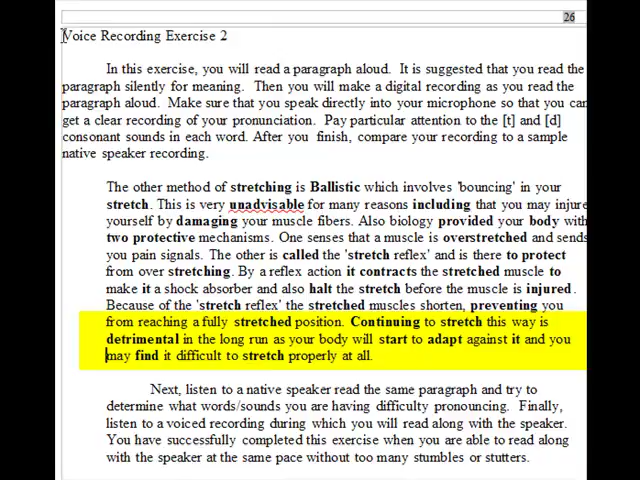 26
Voice Recording Exercise 2
In this exercise, you will read a paragraph aloud. It is suggested that you read the
paragraph silently for meaning. Then you will make a digital recording as you read the
paragraph aloud. Make sure that you speak directly into your microphone so that you can
get a clear recording of your pronunciation. Pay particular attention to the [t] and [d]
consonant sounds in each word. After you finish, compare your recording to a sample
native speaker recording.
The other method of stretching is Ballistic which involves 'bouncing' in your
stretch. This is very unadvisable for many reasons including that you may injure
yourself by damaging your muscle fibers. Also biology provided your body with
two protective mechanisms. One senses that a muscle is overstretched and sends
you pain signals. The other is called the 'stretch reflex' and is there to protect
from over stretching. By a reflex action it contracts the stretched muscle to
make it a shock absorber and also halt the stretch before the muscle is injured.
Because of the 'stretch reflex' the stretched muscles shorten, preventing you
from reaching a fully stretched position. Continuing to stretch this way is
detrimental in the long run as your body will start to adapt against it and you
may find it difficult to stretch properly at all.
Next, listen to a native speaker read the same paragraph and try to
determine what words/sounds you are having difficulty pronouncing. Finally,
listen to a voiced recording during which you will read along with the speaker.
You have successfully completed this exercise when you are able to read along
with the speaker at the same pace without too many stumbles or stutters.